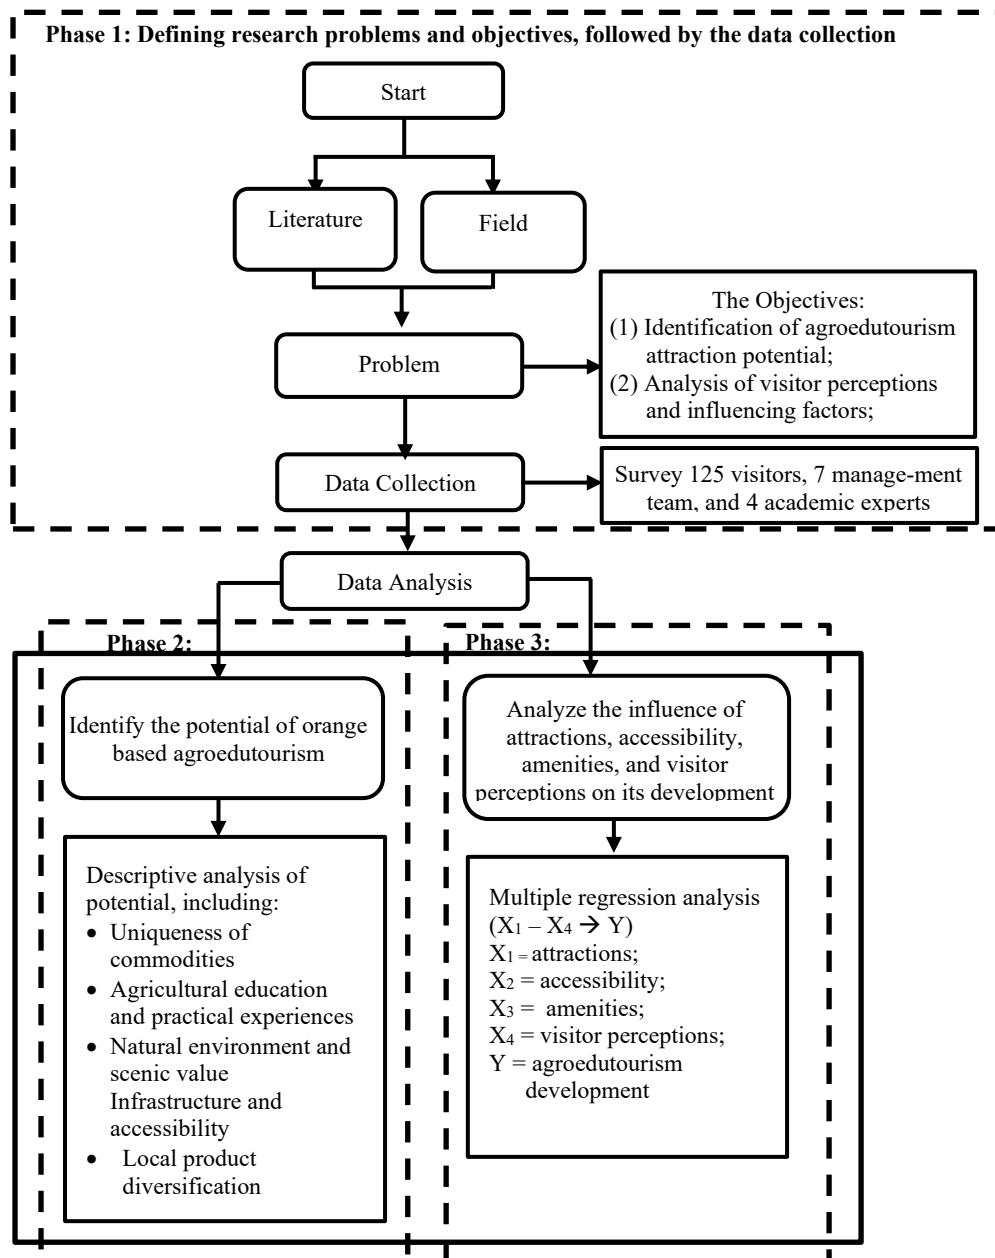 Phase 1: Defining research problems and objectives, followed by the data collection
Start
Literature
Field
Problem
The Objectives:
(1) Identification of agroedutourism
attraction potential;
(2) Analysis of visitor perceptions
and influencing factors;
Data Collection
Survey 125 visitors, 7 manage-ment
team, and 4 academic experts
Data Analysis
Phase 2:
Identify the potential of orange
based agroedutourism
Descriptive analysis of
potential, including:
• Uniqueness of
commodities
• Agricultural education
and practical experiences
• Natural environment and
scenic value
Infrastructure and
accessibility
• Local product
diversification
Phase 3:
Analyze the influence of
attractions, accessibility,
amenities, and visitor
perceptions on its development
Multiple regression analysis
(X₁ – X₄ → Y)
X₁ = attractions;
X₂ = accessibility;
X₃ = amenities;
X₄ = visitor perceptions;
Y = agroedutourism
development